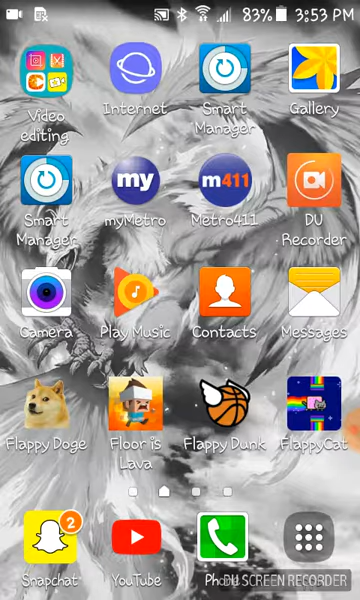 83% 3:53 PM
Video editing
Internet
Smart Manager
Gallery
my
m411
Smart Manager
myMetro
Metro411
DU Recorder
Camera
Play Music
Contacts
Messages
Flappy Doge
Floor is Lava
Flappy Dunk
FlappyCat
2
Snapchat
YouTube
DU SCREEN RECORDER